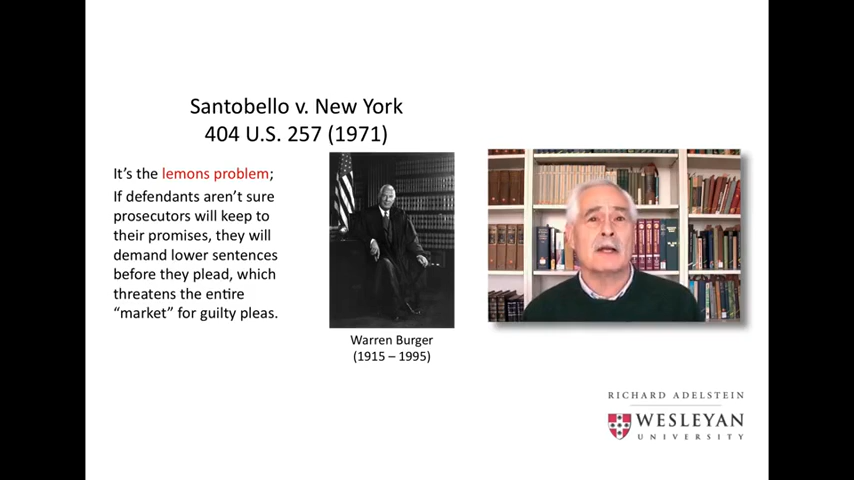 Santobello v. New York
404 U.S. 257 (1971)
It's the lemons problem;
If defendants aren't sure
prosecutors will keep to
their promises, they will
demand lower sentences
before they plead, which
threatens the entire
“market” for guilty pleas.
Warren Burger
(1915 – 1995)
RICHARD ADELSTEIN
WESLEYAN
UNIVERSITY